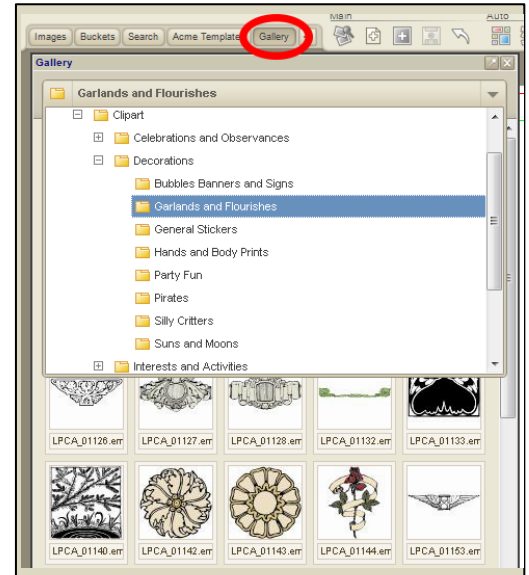 Main Auto
Images Buckets Search Acme Template Gallery
Gallery
Garlands and Flourishes
Clipart
Celebrations and Observances
Decorations
Bubbles Banners and Signs
Garlands and Flourishes
General Stickers
Hands and Body Prints
Party Fun
Pirates
Silly Critters
Suns and Moons
Interests and Activities
LPCA_01126.em LPCA_01127.em LPCA_01128.em LPCA_01132.em LPCA_01133.em
LPCA_01140.em LPCA_01142.em LPCA_01143.em LPCA_01144.em LPCA_01153.em